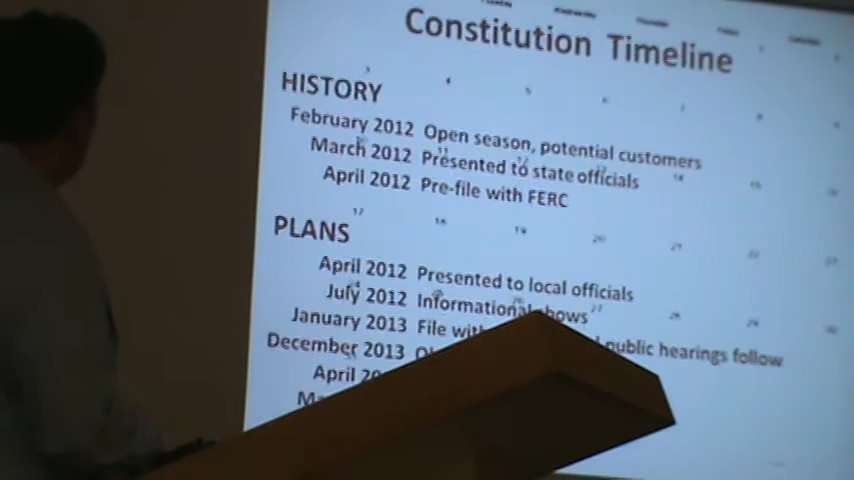 Constitution Timeline
HISTORY
February 2012 Open season, potential customers
March 2012 Presented to state officials
April 2012 Pre-file with FERC
PLANS
April 2012 Presented to local officials
July 2012 Informational shows
January 2013 File with public hearings follow
December 2013
April